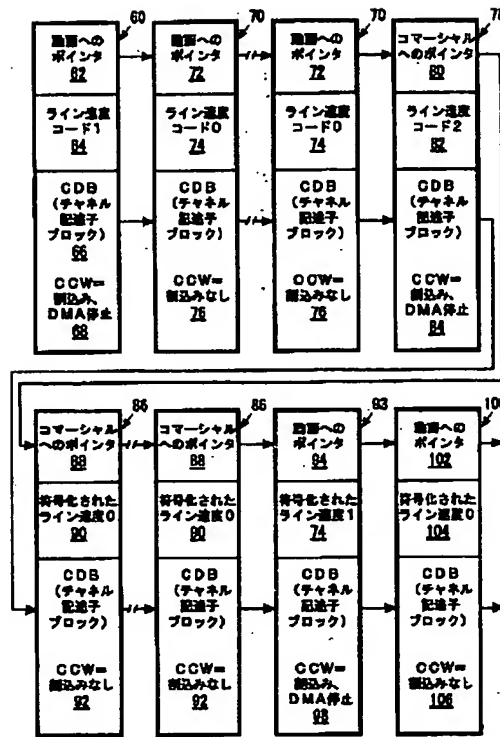 60
動画への
ポインタ
62
ライン速度
コード1
64
CDB
(チャネル
記述子
ブロック)
66
CCW=
割込み、
DMA停止
68
70
動画への
ポインタ
72
ライン速度
コード0
74
CDB
(チャネル
記述子
ブロック)
CCW=
割込みなし
76
70
動画への
ポインタ
72
ライン速度
コード0
74
CDB
(チャネル
記述子
ブロック)
CCW=
割込みなし
76
コマーシャル
へのポインタ
80
ライン速度
コード2
82
CDB
(チャネル
記述子
ブロック)
CCW=
割込み、
DMA停止
84
86
コマーシャル
へのポインタ
88
符号化された
ライン速度0
90
CDB
(チャネル
記述子
ブロック)
CCW=
割込みなし
92
86
コマーシャル
へのポインタ
88
符号化された
ライン速度0
90
CDB
(チャネル
記述子
ブロック)
CCW=
割込みなし
92
93
動画への
ポインタ
94
符号化された
ライン速度1
74
CDB
(チャネル
記述子
ブロック)
CCW=
割込み、
DMA停止
98
動画への
ポインタ
102
符号化された
ライン速度0
104
CDB
(チャネル
記述子
ブロック)
CCW=
割込みなし
106